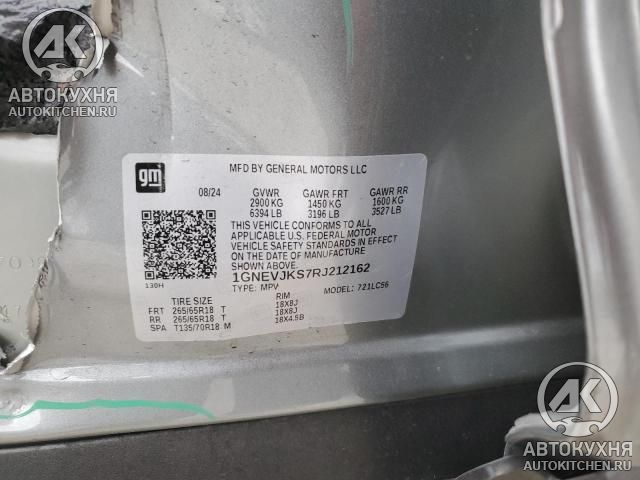 АВТОКУХНЯ
AUTOKITCHEN.RU
gm
MFD BY GENERAL MOTORS LLC
08/24 GVWR GAWR FRT GAWR RR
2900 KG 1450 KG 1600 KG
6394 LB 3196 LB 3527 LB
THIS VEHICLE CONFORMS TO ALL
APPLICABLE U.S. FEDERAL MOTOR
VEHICLE SAFETY STANDARDS IN EFFECT
ON THE DATE OF MANUFACTURE
SHOWN ABOVE.
130H
1GNEVJKS7RJ212162
TYPE: MPV MODEL: 721LC56
TIRE SIZE RIM
FRT 265/65R18 T 18X8J
RR 265/65R18 T 18X8J
SPA T135/70R18 M 18X4.5B
АВТОКУХНЯ
AUTOKITCHEN.RU